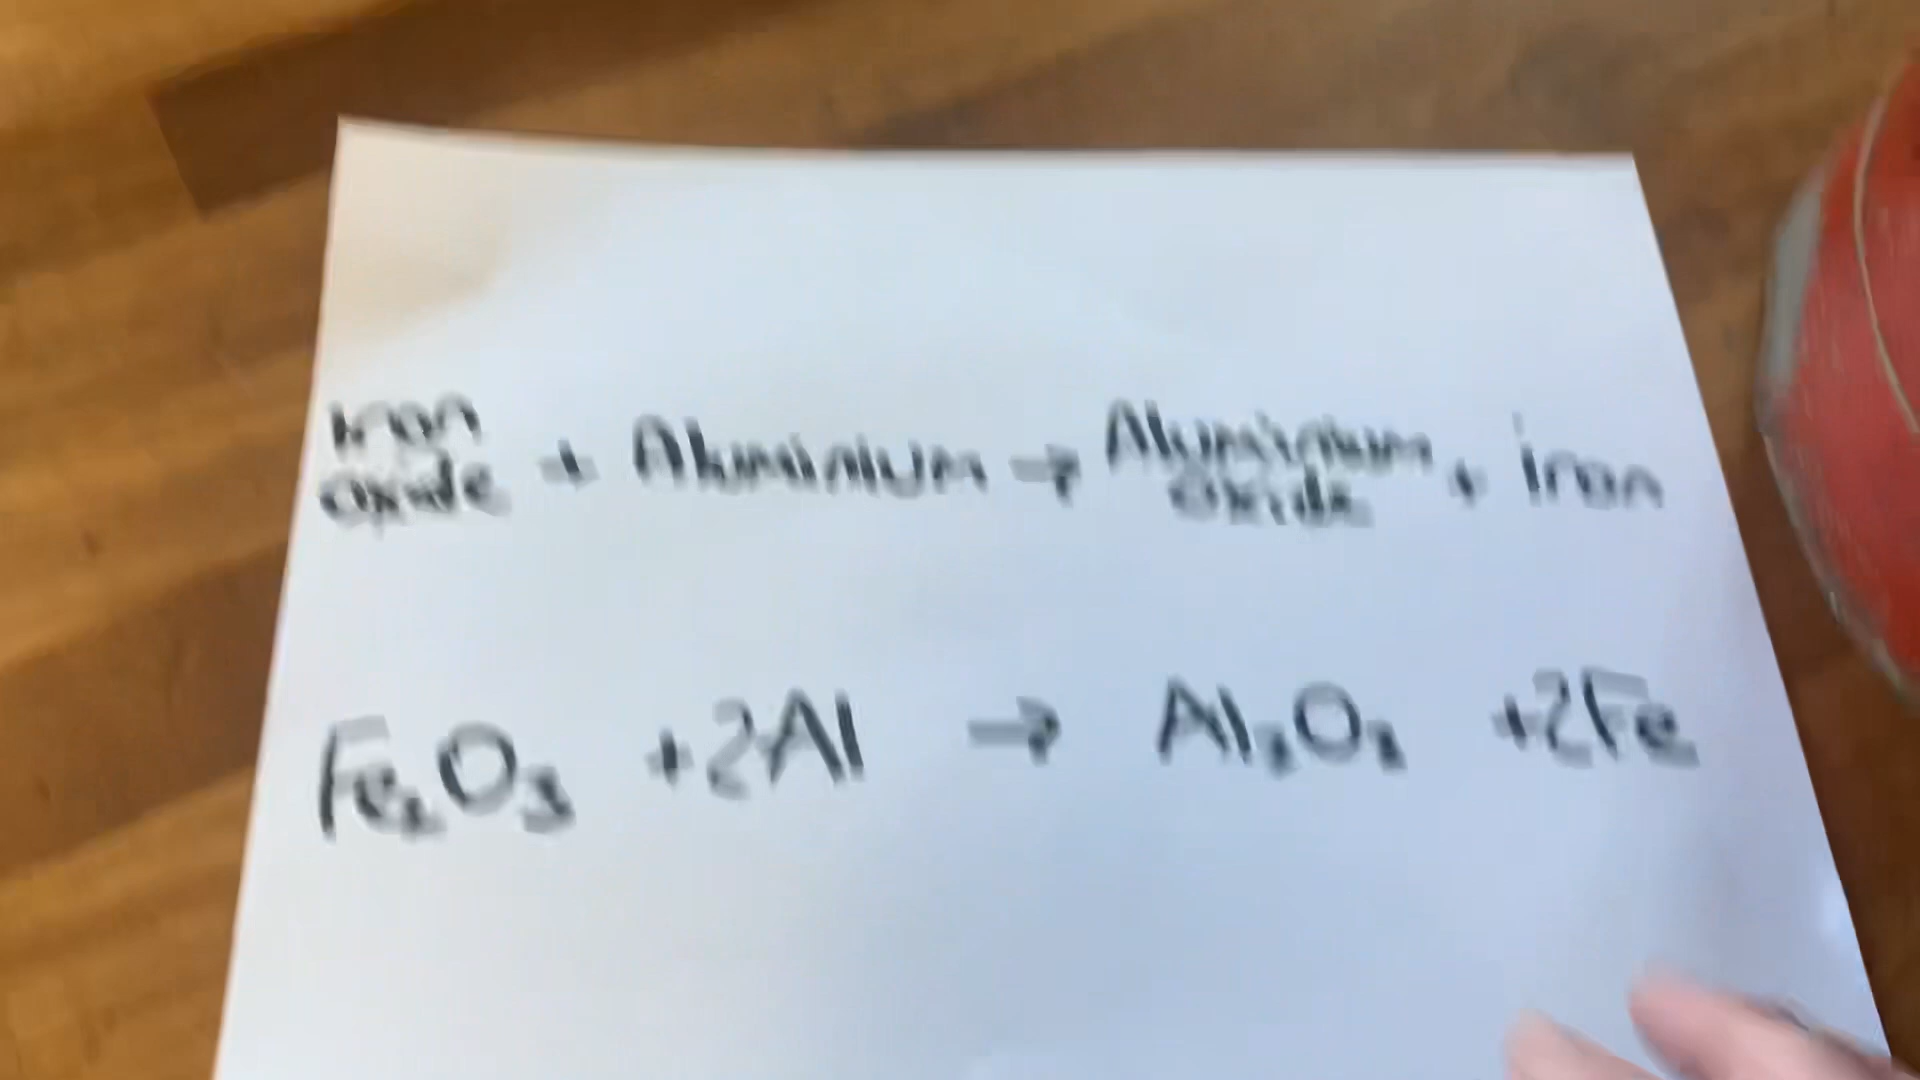 Iron oxide + Aluminium → Aluminium oxide + iron
Fe₂O₃ + 2Al → Al₂O₃ + 2Fe